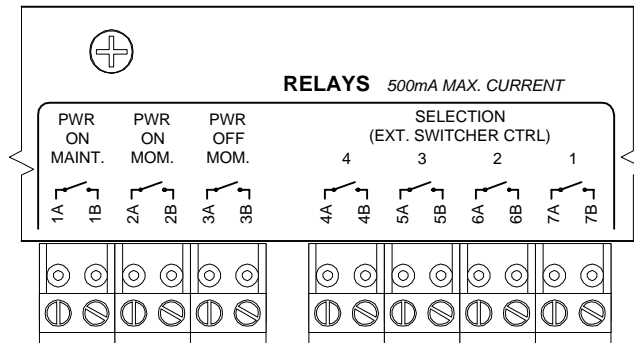 RELAYS 500mA MAX. CURRENT
PWR ON MAINT.
PWR ON MOM.
PWR OFF MOM.
SELECTION
(EXT. SWITCHER CTRL)
4 3 2 1
1A 1B 2A 2B 3A 3B 4A 4B 5A 5B 6A 6B 7A 7B